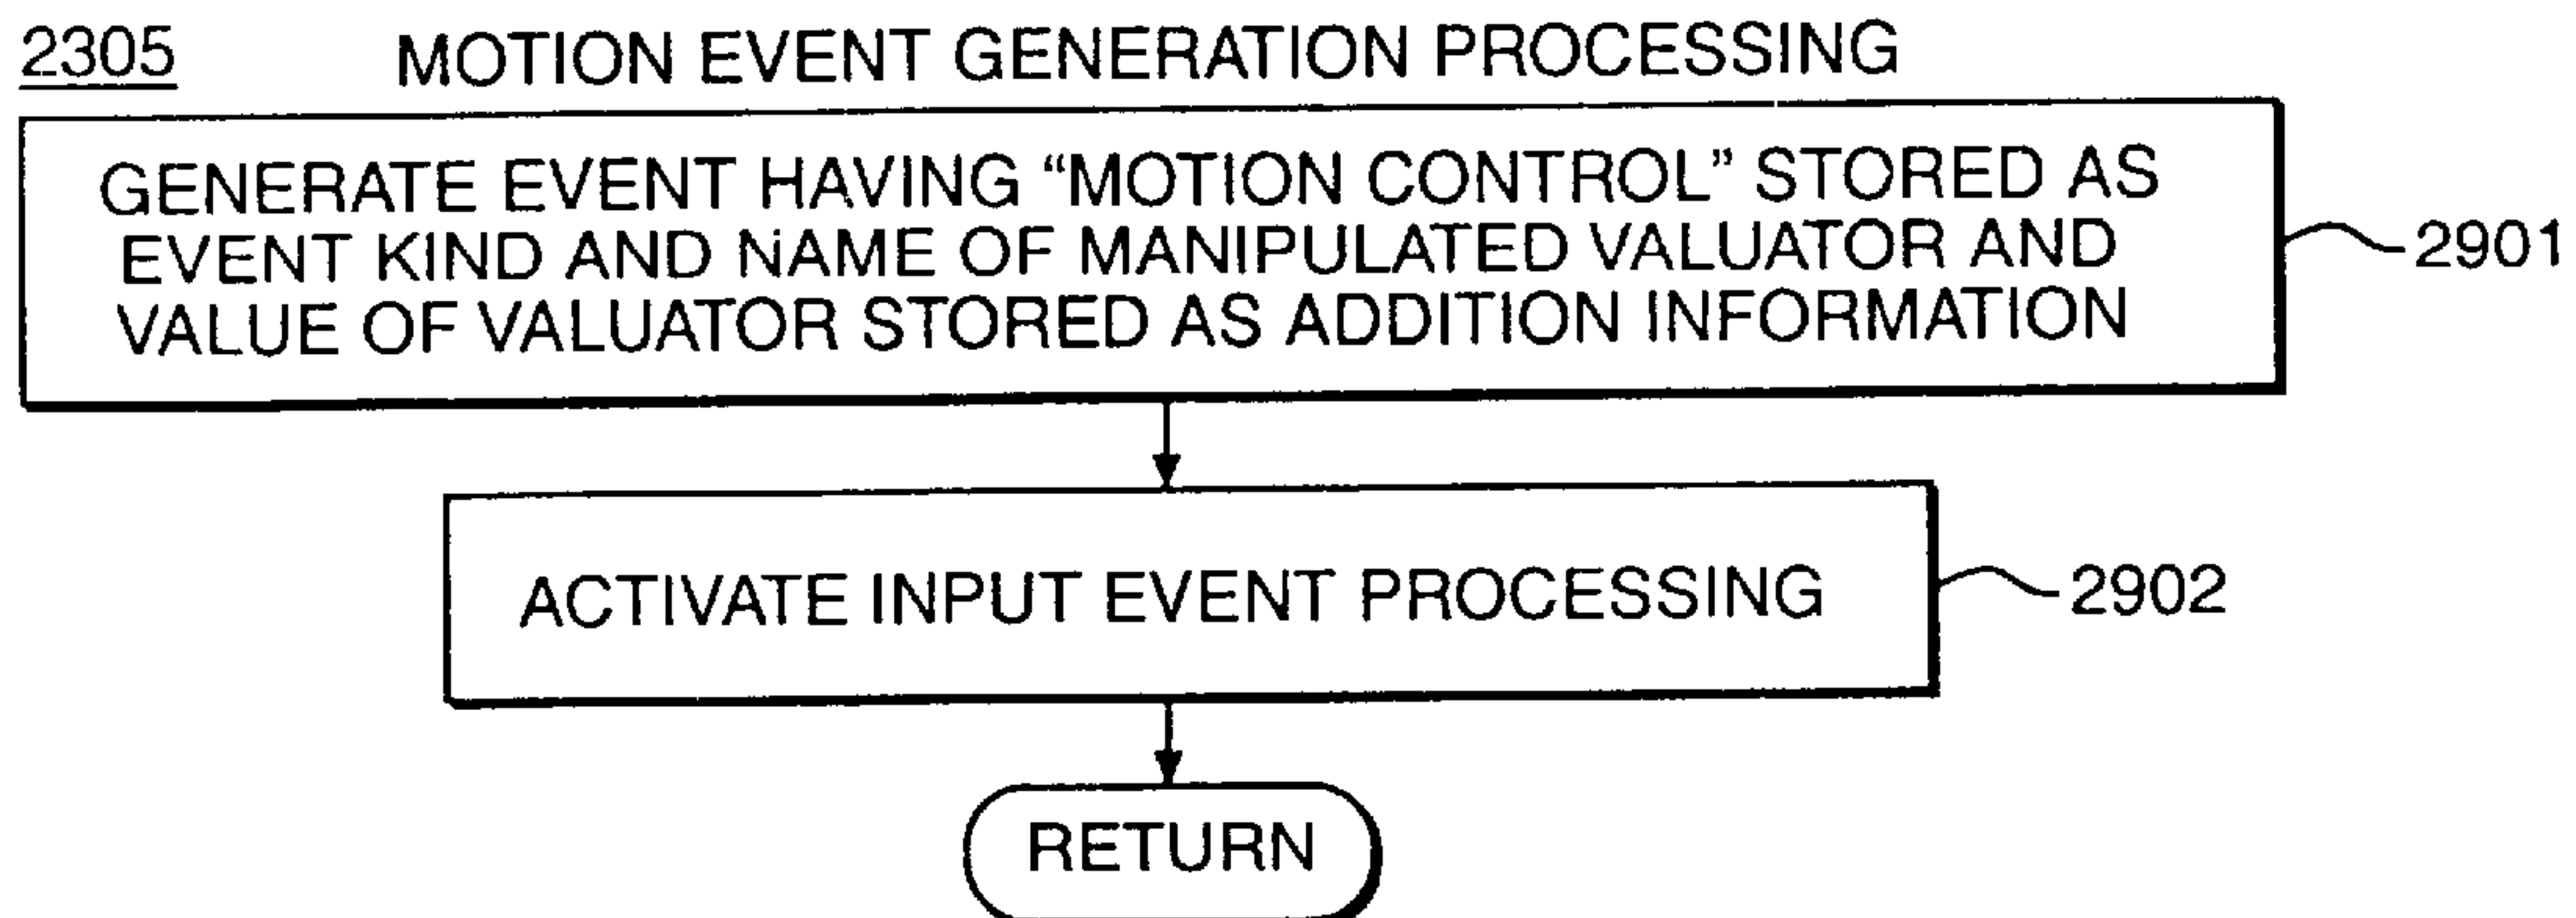 2305 MOTION EVENT GENERATION PROCESSING
GENERATE EVENT HAVING “MOTION CONTROL” STORED AS
EVENT KIND AND NAME OF MANIPULATED VALUATOR AND
VALUE OF VALUATOR STORED AS ADDITION INFORMATION
2901
ACTIVATE INPUT EVENT PROCESSING
2902
RETURN